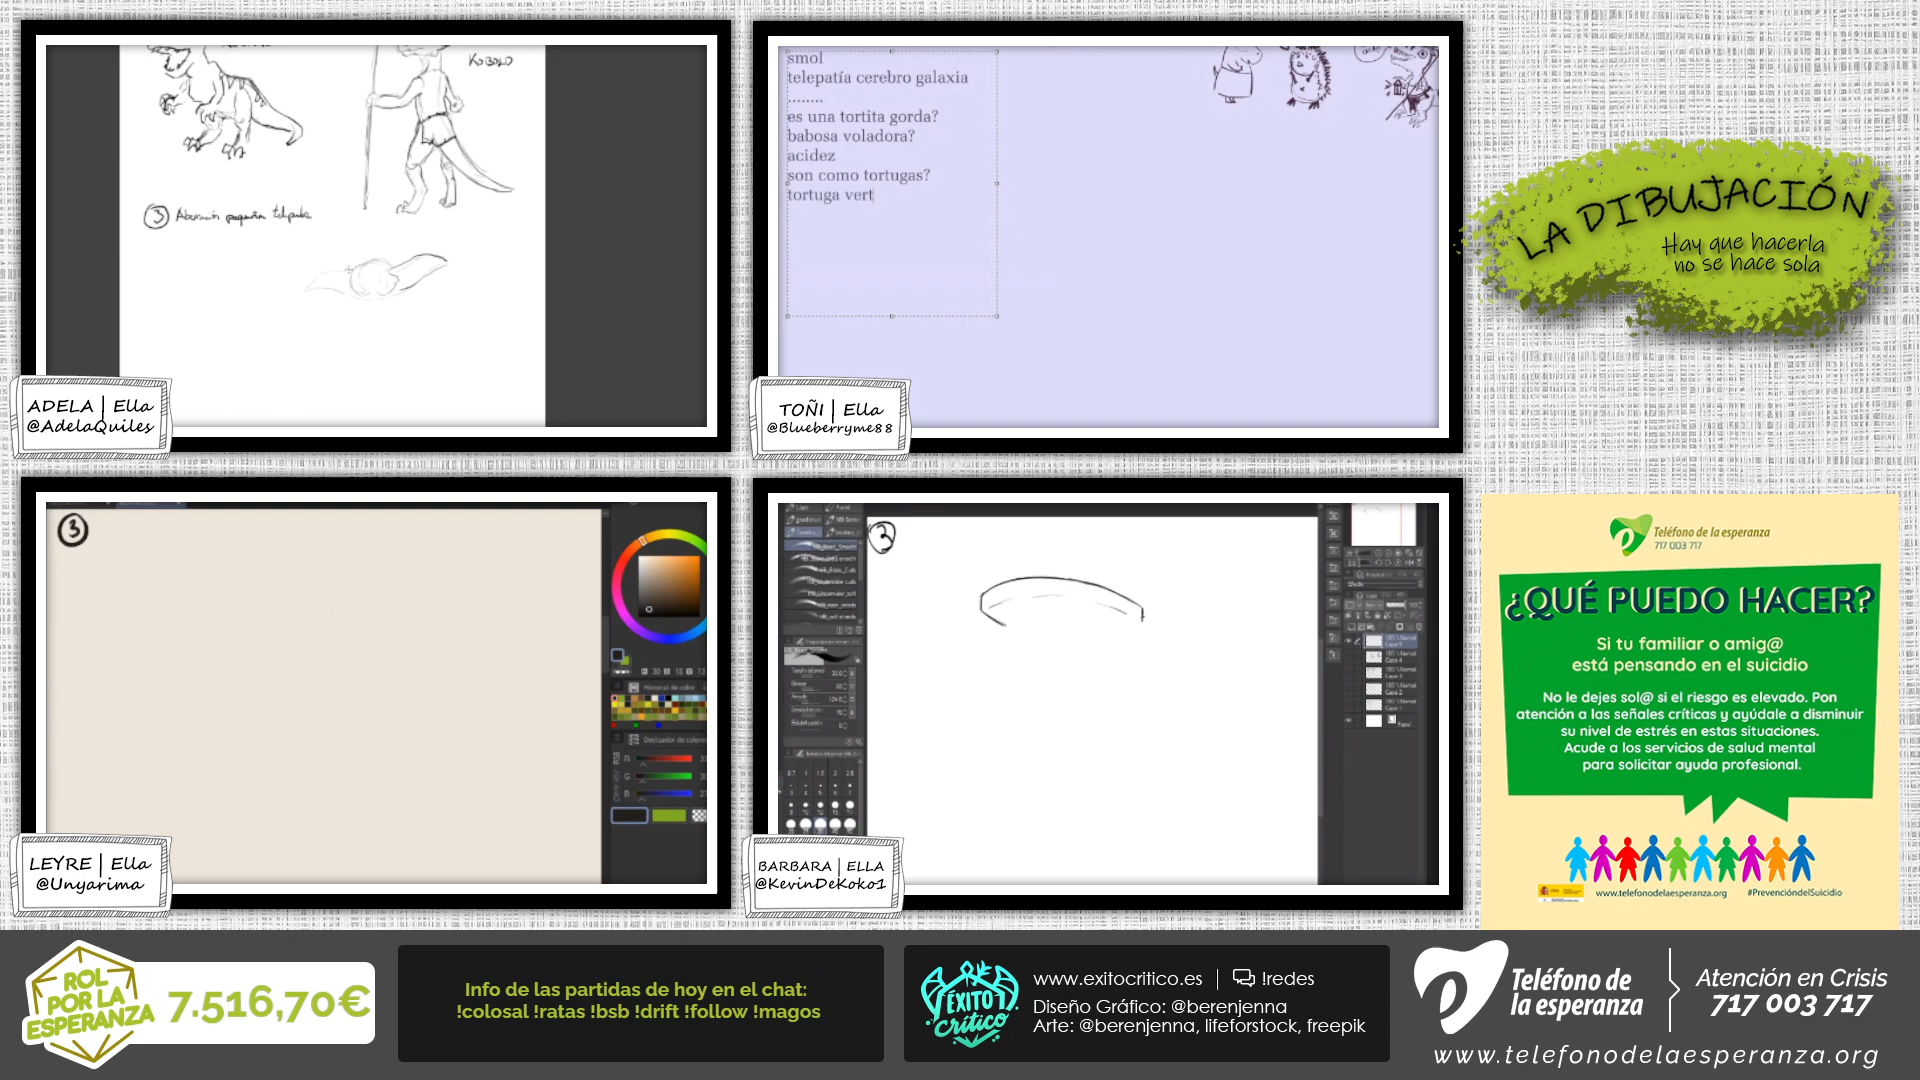 KOBOLD
3 Aberración pequeña telépata
ADELA | Ella
@AdelaQuiles
smol
telepatía cerebro galaxia
........
es una tortita gorda?
babosa voladora?
acidez
son como tortugas?
tortuga vert
TOÑI | Ella
@Blueberryme88
LA DIBUJACIÓN
Hay que hacerla
no se hace sola
3
Historial de color
LEYRE | Ella
@Unyarima
3
BARBARA | ELLA
@KevinDeKoko1
Teléfono de la esperanza
717 003 717
¿QUÉ PUEDO HACER?
Si tu familiar o amig@
está pensando en el suicidio
No le dejes sol@ si el riesgo es elevado. Pon
atención a las señales críticas y ayúdale a disminuir
su nivel de estrés en estas situaciones.
Acude a los servicios de salud mental
para solicitar ayuda profesional.
www.telefonodelaesperanza.org #PrevencióndelSuicidio
ROL
POR LA
ESPERANZA
7.516,70€
Info de las partidas de hoy en el chat:
!colosal !ratas !bsb !drift !follow !magos
ÉXITO
Crítico
www.exitocritico.es | !redes
Diseño Gráfico: @berenjenna
Arte: @berenjenna, lifeforstock, freepik
Teléfono de
la esperanza
Atención en Crisis
717 003 717
www.telefonodelaesperanza.org